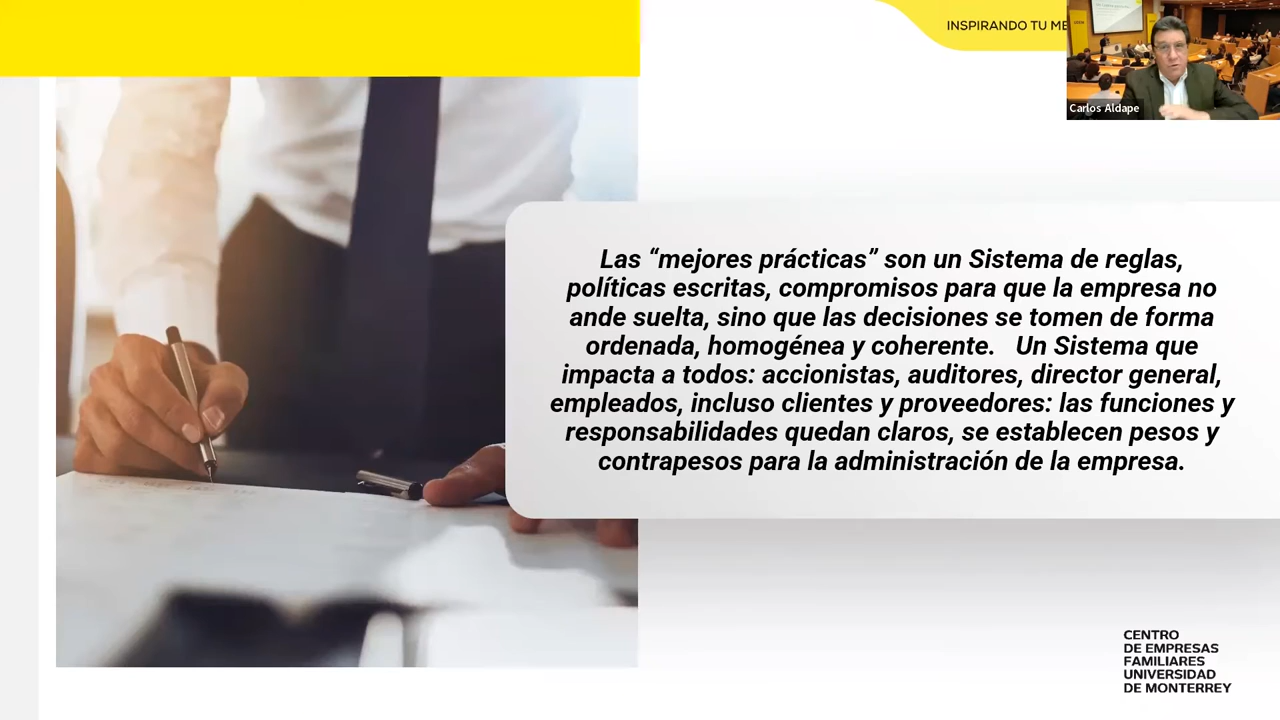 INSPIRANDO TU
Carlos Aldape
Las “mejores prácticas” son un Sistema de reglas,
políticas escritas, compromisos para que la empresa no
ande suelta, sino que las decisiones se tomen de forma
ordenada, homogénea y coherente. Un Sistema que
impacta a todos: accionistas, auditores, director general,
empleados, incluso clientes y proveedores: las funciones y
responsabilidades quedan claros, se establecen pesos y
contrapesos para la administración de la empresa.
CENTRO
DE EMPRESAS
FAMILIARES
UNIVERSIDAD
DE MONTERREY